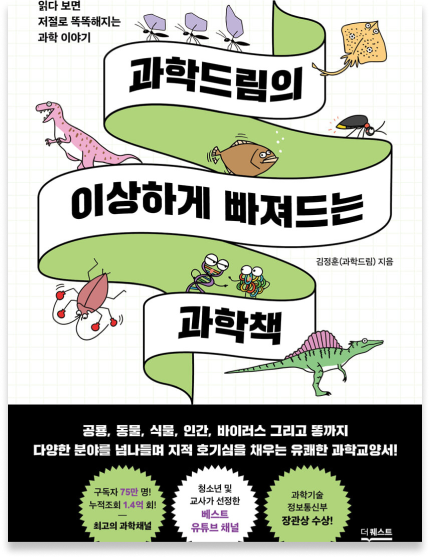 읽다 보면
저절로 똑똑해지는
과학 이야기
과학드림의
이상하게 빠져드는
김정훈(과학드림) 지음
과학책
공룡, 동물, 식물, 인간, 바이러스 그리고 똥까지
다양한 분야를 넘나들며 지적 호기심을 채우는 유쾌한 과학교양서!
구독자 75만 명!
누적조회 1.4억 회!
최고의 과학채널
청소년 및
교사가 선정한
베스트
유튜브 채널
과학기술
정보통신부
장관상 수상!
더퀘스트